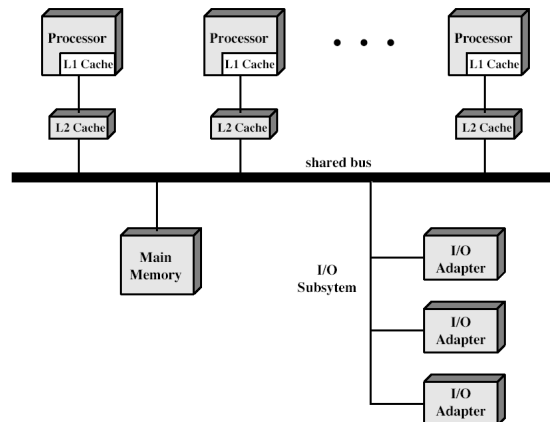 Processor
L1 Cache
Processor
L1 Cache
Processor
L1 Cache
L2 Cache
L2 Cache
L2 Cache
shared bus
Main
Memory
I/O
Subsytem
I/O
Adapter
I/O
Adapter
I/O
Adapter